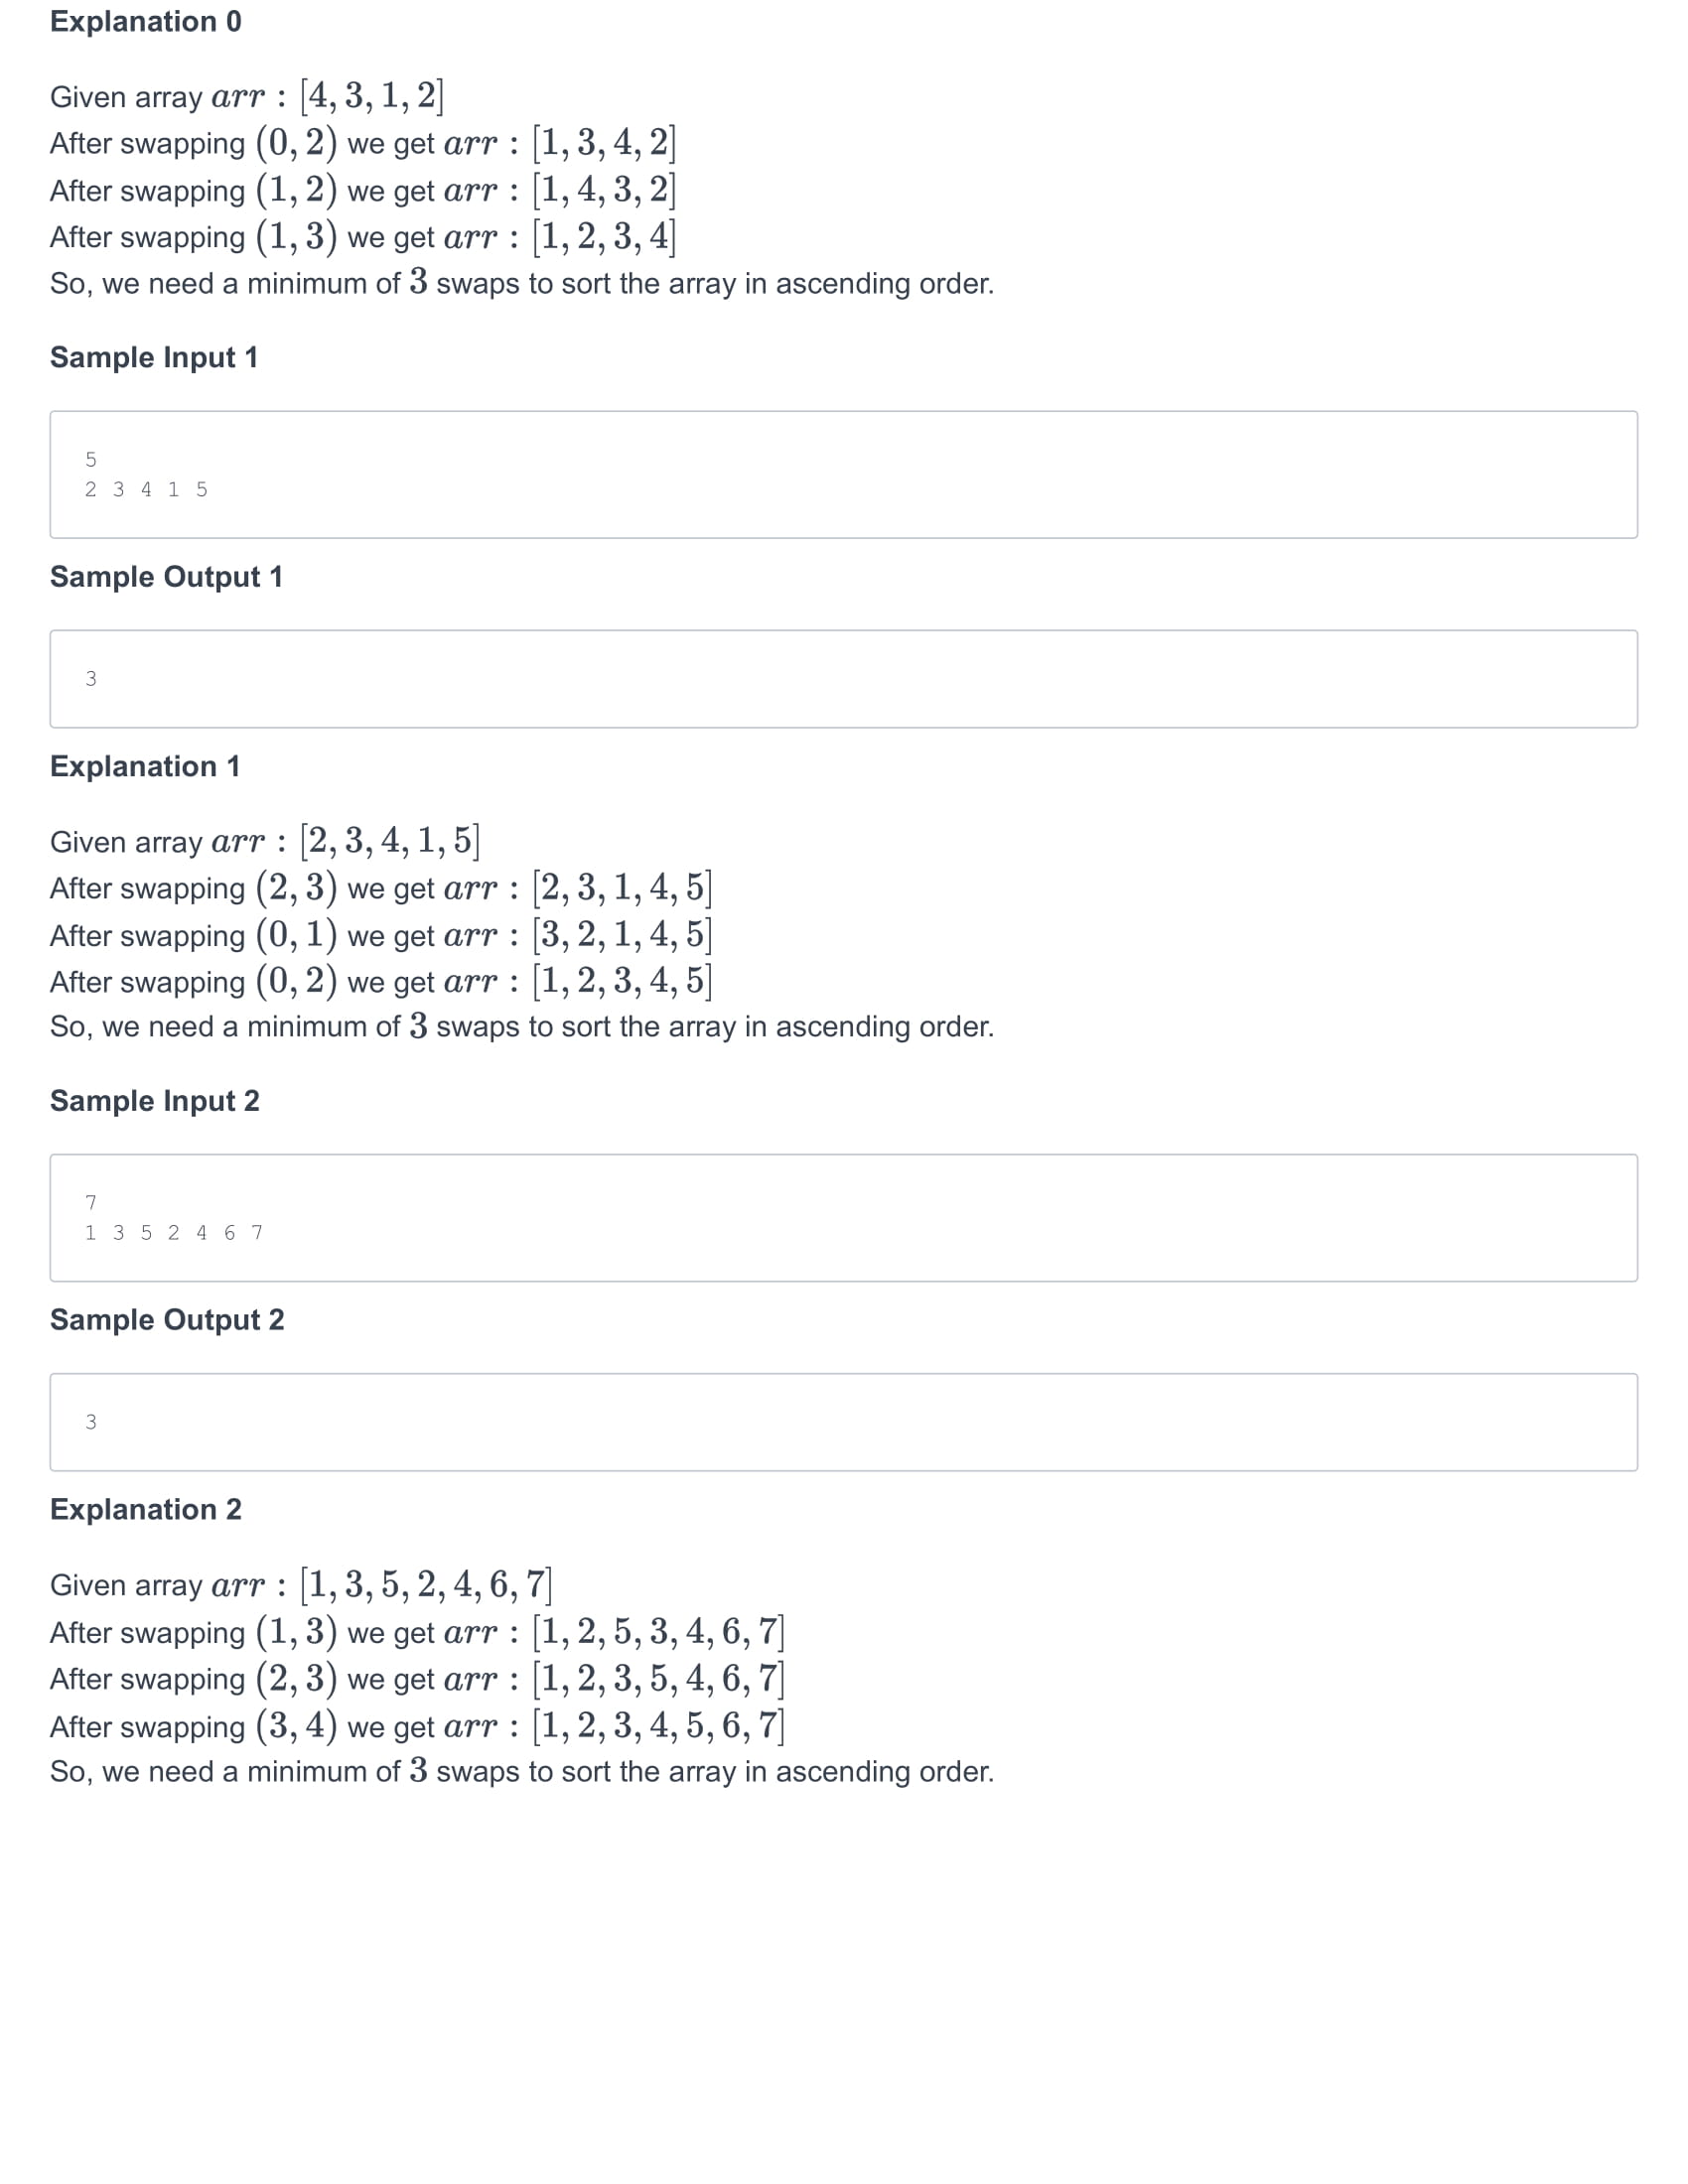 Explanation 0
Given array arr : [4, 3, 1, 2]
After swapping (0, 2) we get arr : [1, 3, 4, 2]
After swapping (1, 2) we get arr : [1, 4, 3, 2]
After swapping (1, 3) we get arr : [1, 2, 3, 4]
So, we need a minimum of 3 swaps to sort the array in ascending order.
Sample Input 1
5
2 3 4 1 5
Sample Output 1
3
Explanation 1
Given array arr : [2, 3, 4, 1, 5]
After swapping (2, 3) we get arr : [2, 3, 1, 4, 5]
After swapping (0, 1) we get arr : [3, 2, 1, 4, 5]
After swapping (0, 2) we get arr : [1, 2, 3, 4, 5]
So, we need a minimum of 3 swaps to sort the array in ascending order.
Sample Input 2
7
1 3 5 2 4 6 7
Sample Output 2
3
Explanation 2
Given array arr : [1, 3, 5, 2, 4, 6, 7]
After swapping (1, 3) we get arr : [1, 2, 5, 3, 4, 6, 7]
After swapping (2, 3) we get arr : [1, 2, 3, 5, 4, 6, 7]
After swapping (3, 4) we get arr : [1, 2, 3, 4, 5, 6, 7]
So, we need a minimum of 3 swaps to sort the array in ascending order.